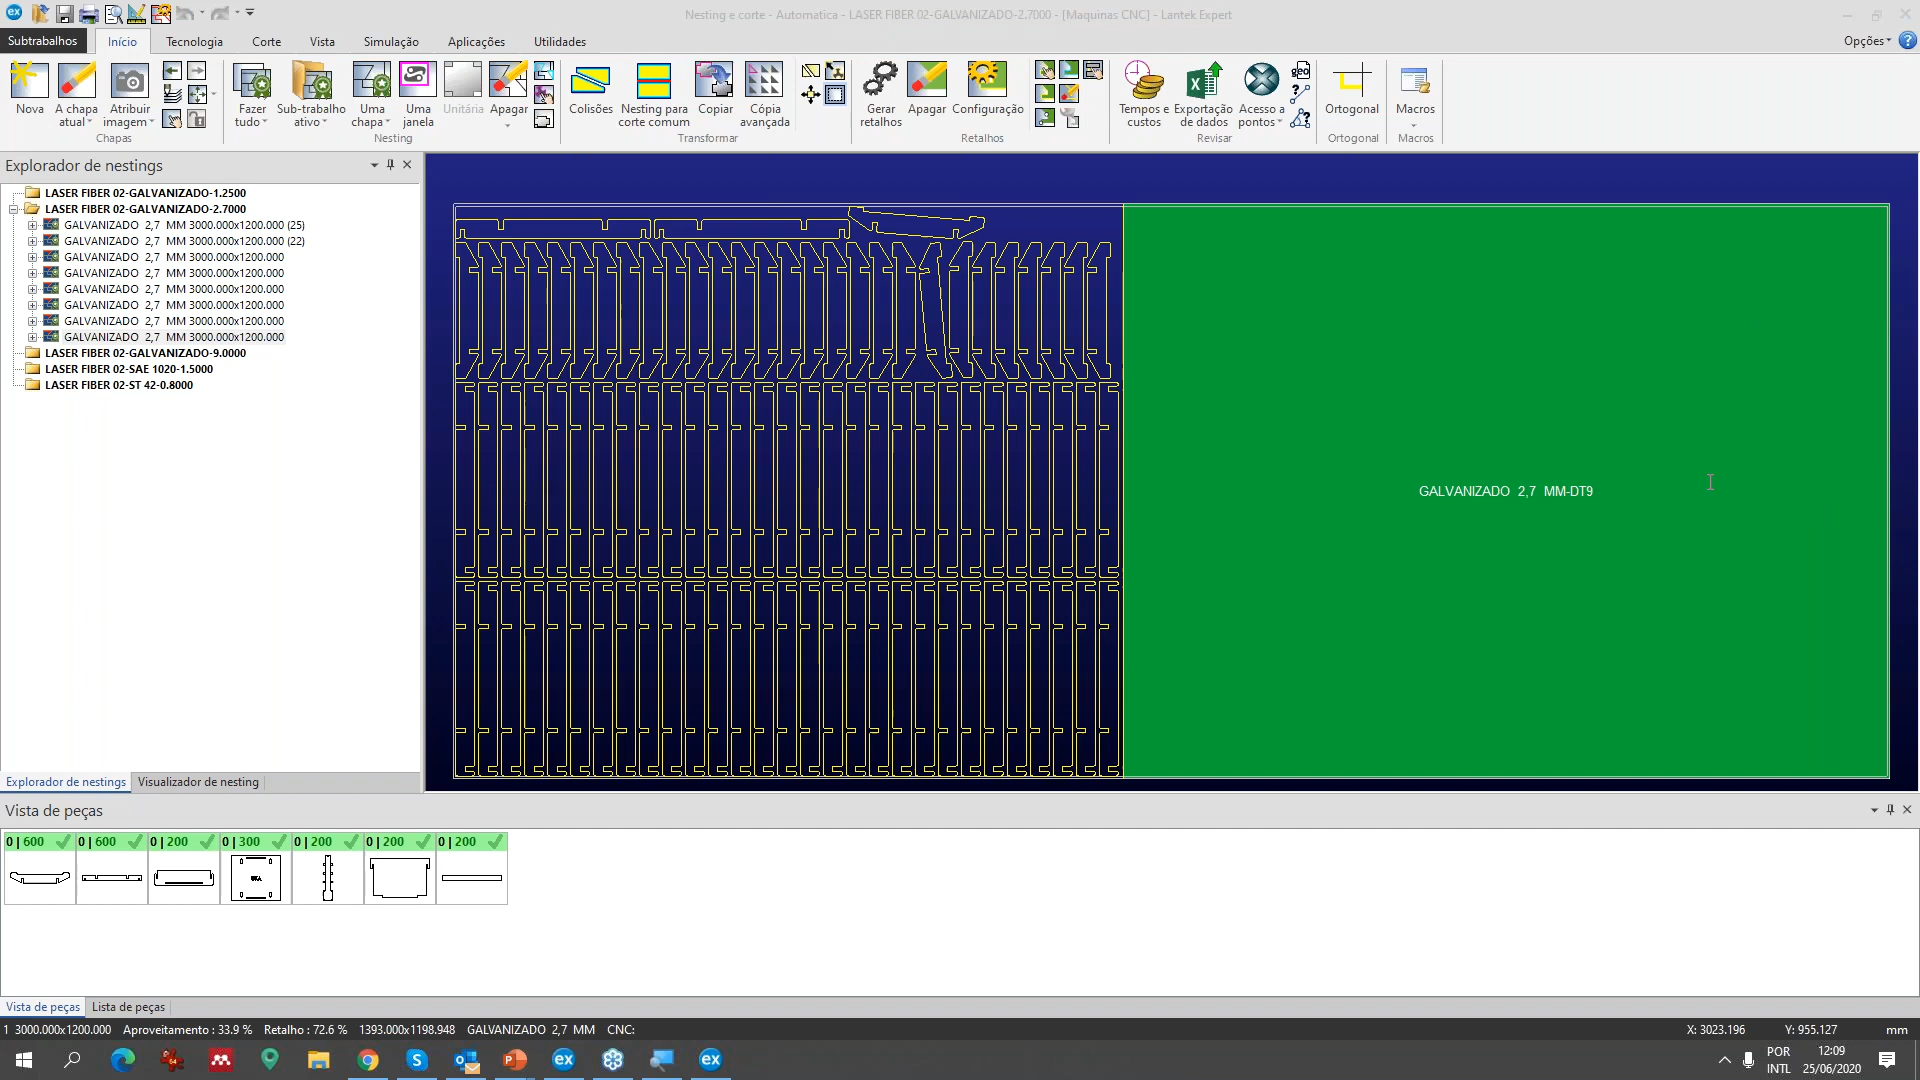 Nesting e corte - Automatica - LASER FIBER 02-GALVANIZADO-2.7000 - [Maquinas CNC] - Lantek Expert
Subtrabalhos Início Tecnologia Corte Vista Simulação Aplicações Utilidades Opções
Nova
A chapa atual
Atribuir imagem
Fazer tudo
Sub-trabalho ativo
Uma chapa
Uma janela
Unitária
Apagar
Colisões
Nesting para corte comum
Copiar
Cópia avançada
Gerar retalhos
Apagar
Configuração
Tempos e custos
Exportação de dados
Acesso a pontos
Ortogonal
Macros
Chapas Nesting Transformar Retalhos Revisar Ortogonal Macros
Explorador de nestings
LASER FIBER 02-GALVANIZADO-1.2500
LASER FIBER 02-GALVANIZADO-2.7000
GALVANIZADO 2,7 MM 3000.000x1200.000 (25)
GALVANIZADO 2,7 MM 3000.000x1200.000 (22)
GALVANIZADO 2,7 MM 3000.000x1200.000
GALVANIZADO 2,7 MM 3000.000x1200.000
GALVANIZADO 2,7 MM 3000.000x1200.000
GALVANIZADO 2,7 MM 3000.000x1200.000
GALVANIZADO 2,7 MM 3000.000x1200.000
GALVANIZADO 2,7 MM 3000.000x1200.000
LASER FIBER 02-GALVANIZADO-9.0000
LASER FIBER 02-SAE 1020-1.5000
LASER FIBER 02-ST 42-0.8000
GALVANIZADO 2,7 MM-DT9
Explorador de nestings Visualizador de nesting
Vista de peças
0 | 600 0 | 600 0 | 200 0 | 300 0 | 200 0 | 200 0 | 200
Vista de peças Lista de peças
1 3000.000x1200.000 Aproveitamento : 33.9 % Retalho : 72.6 % 1393.000x1198.948 GALVANIZADO 2,7 MM CNC: X: 3023.196 Y: 955.127 mm
POR
INTL
12:09
25/06/2020